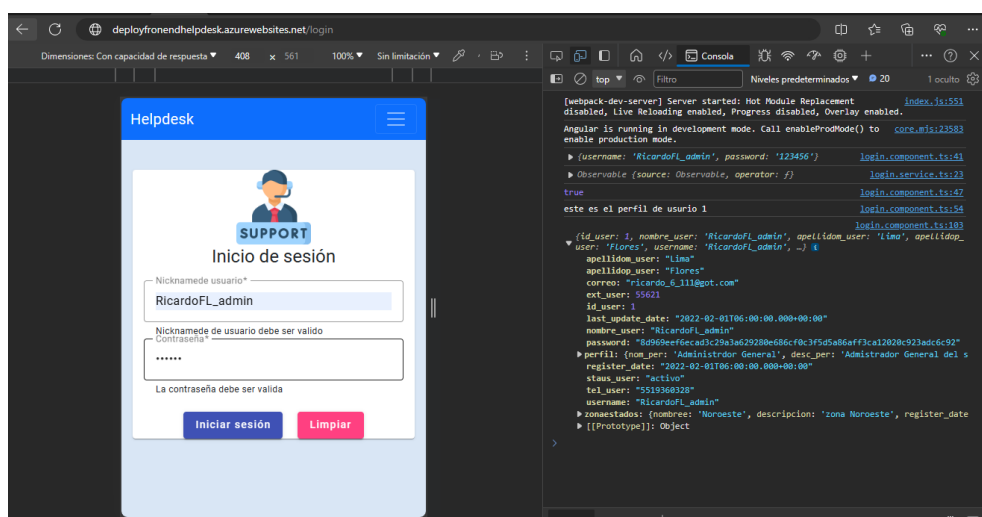 deployfronendhelpdesk.azurewebsites.net/login
Dimensiones: Con capacidad de respuesta ▼ 408 x 561 100% ▼ Sin limitación ▼
Consola
top ▼ Filtro Niveles predeterminados ▼ 20 1 oculto
Helpdesk
SUPPORT
Inicio de sesión
Nicknamede usuario*
RicardoFL_admin
Nicknamede de usuario debe ser valido
Contraseña*
••••••
La contraseña debe ser valida
Iniciar sesión Limpiar
[webpack-dev-server] Server started: Hot Module Replacement index.js:551
disabled, Live Reloading enabled, Progress disabled, Overlay enabled.
Angular is running in development mode. Call enableProdMode() to core.mjs:23583
enable production mode.
▶ {username: 'RicardoFL_admin', password: '123456'} login.component.ts:41
▶ Observable {source: Observable, operator: ƒ} login.service.ts:23
true login.component.ts:47
este es el perfil de usurio 1 login.component.ts:54
login.component.ts:103
{id_user: 1, nombre_user: 'RicardoFL_admin', apellidom_user: 'Lima', apellidop_
▼ user: 'Flores', username: 'RicardoFL_admin', …}
apellidom_user: "Lima"
apellidop_user: "Flores"
correo: "ricardo_6_111@got.com"
ext_user: 55621
id_user: 1
last_update_date: "2022-02-01T06:00:00.000+00:00"
nombre_user: "RicardoFL_admin"
password: "8d969eef6ecad3c29a3a629280e686cf0c3f5d5a86aff3ca12020c923adc6c92"
▶ perfil: {nom_per: 'Administrdor General', desc_per: 'Admistrador General del s
register_date: "2022-02-01T06:00:00.000+00:00"
staus_user: "activo"
tel_user: "5519360328"
username: "RicardoFL_admin"
▶ zonaestados: {nombree: 'Noroeste', descripcion: 'zona Noroeste', register_date
▶ [[Prototype]]: Object